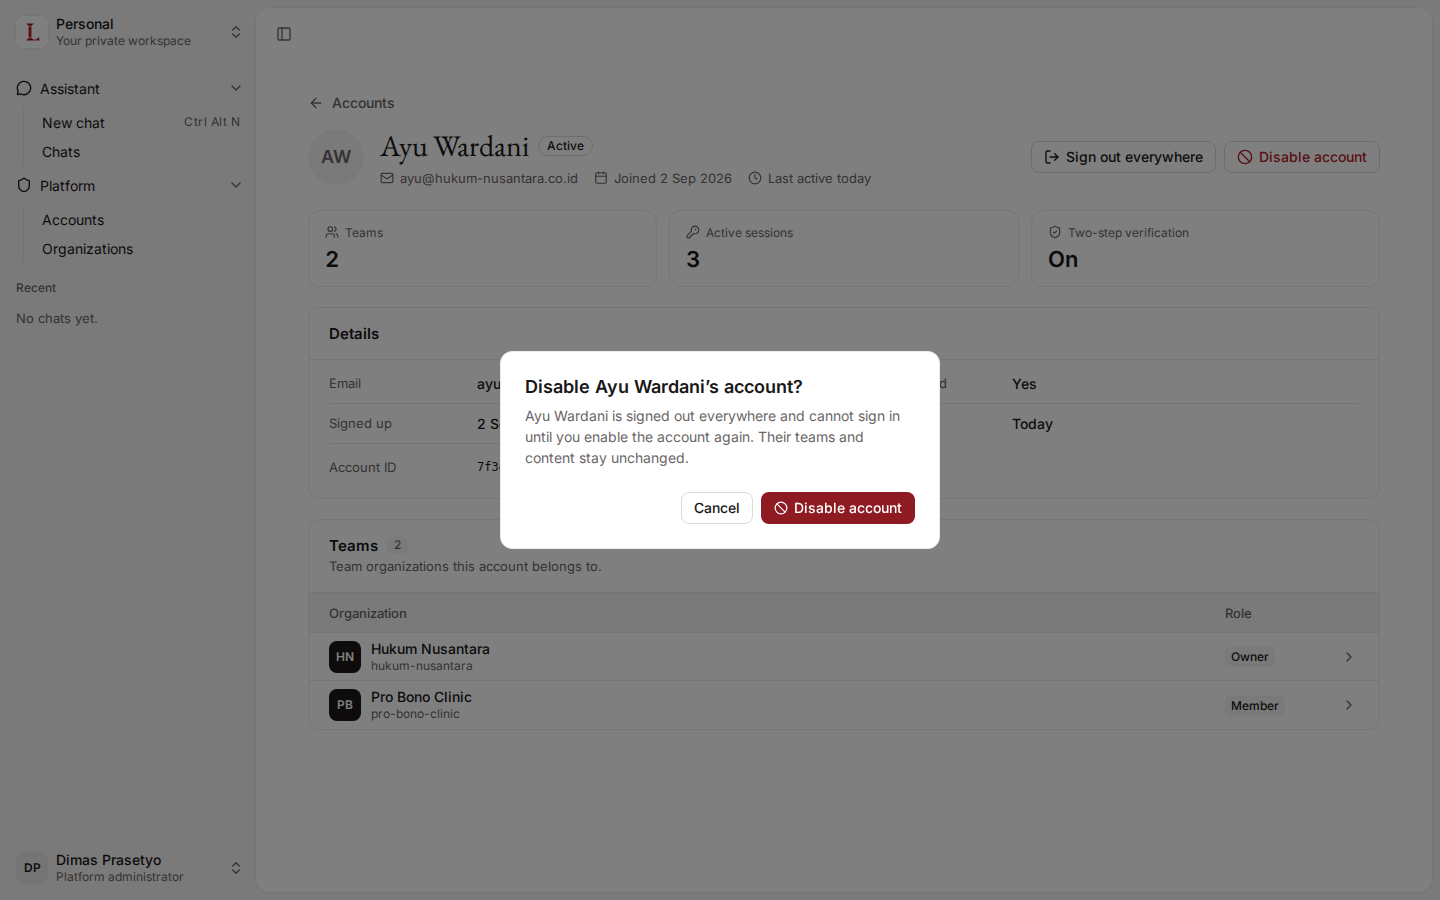 L
Personal
Your private workspace
Assistant
New chat
Ctrl Alt N
Chats
Platform
Accounts
Organizations
Recent
No chats yet.
DP
Dimas Prasetyo
Platform administrator
Accounts
AW
Ayu Wardani
Active
ayu@hukum-nusantara.co.id
Joined 2 Sep 2026
Last active today
Sign out everywhere
Disable account
Teams
2
Active sessions
3
Two-step verification
On
Details
Email
Yes
Signed up
Today
Account ID
Disable Ayu Wardani’s account?
Ayu Wardani is signed out everywhere and cannot sign in
until you enable the account again. Their teams and
content stay unchanged.
Cancel
Disable account
Teams
2
Team organizations this account belongs to.
Organization
Role
HN
Hukum Nusantara
hukum-nusantara
Owner
PB
Pro Bono Clinic
pro-bono-clinic
Member